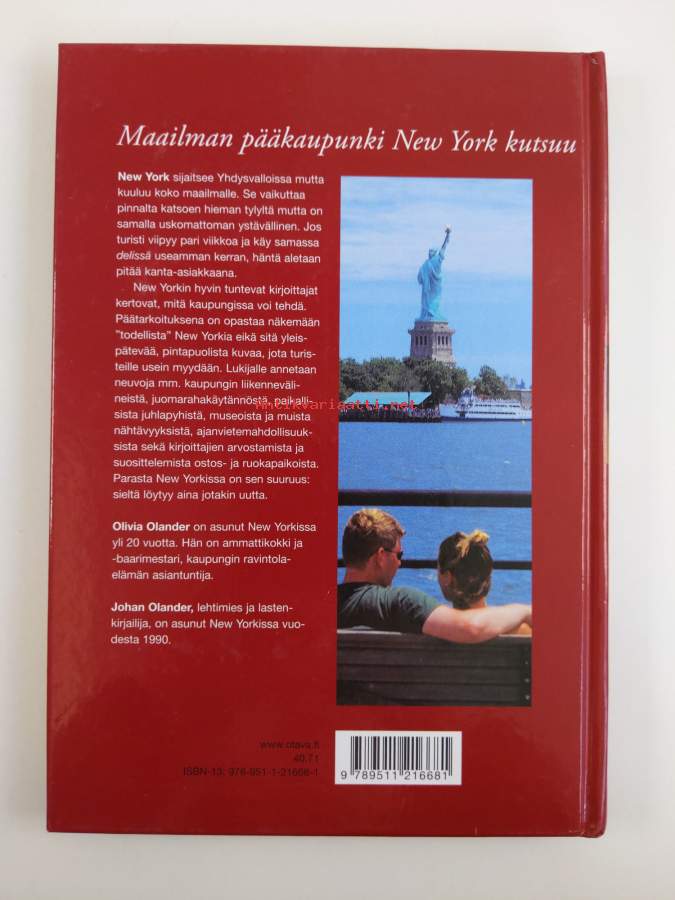 Maailman pääkaupunki New York kutsuu
New York sijaitsee Yhdysvalloissa mutta
kuuluu koko maailmalle. Se vaikuttaa
pinnalta katsoen hieman tylyltä mutta on
samalla uskomattoman ystävällinen. Jos
turisti viipyy pari viikkoa ja käy samassa
delissä useamman kerran, häntä aletaan
pitää kanta-asiakkaana.
New Yorkin hyvin tuntevat kirjoittajat
kertovat, mitä kaupungissa voi tehdä.
Päätarkoituksena on opastaa näkemään
"todellista" New Yorkia eikä sitä yleis-
pätevää, pintapuolista kuvaa, jota turis-
teille usein myydään. Lukijalle annetaan
neuvoja mm. kaupungin liikenneväli-
neistä, juomarahakäytännöstä, paikalli-
sista juhlapyhistä, museoista ja muista
nähtävyyksistä, ajanvietemahdollisuuk-
sista sekä kirjoittajien arvostamista ja
suosittelemista ostos- ja ruokapaikoista.
Parasta New Yorkissa on sen suuruus:
sieltä löytyy aina jotakin uutta.
Olivia Olander on asunut New Yorkissa
yli 20 vuotta. Hän on ammattikokki ja
-baarimestari, kaupungin ravintola-
elämän asiantuntija.
Johan Olander, lehtimies ja lasten-
kirjailija, on asunut New Yorkissa vuo-
desta 1990.
Antikvariaatti.net
www.otava.fi
40.71
ISBN-13: 978-951-1-21668-1
9 789511 216681